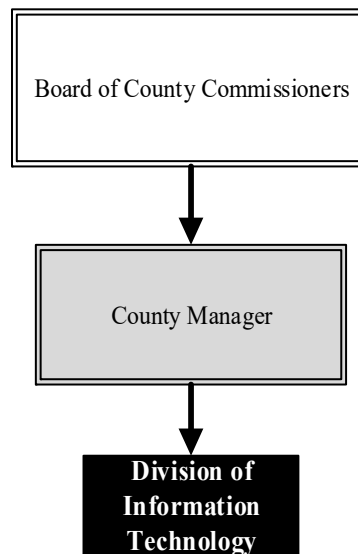 Board of County Commissioners
County Manager
Division of
Information
Technology